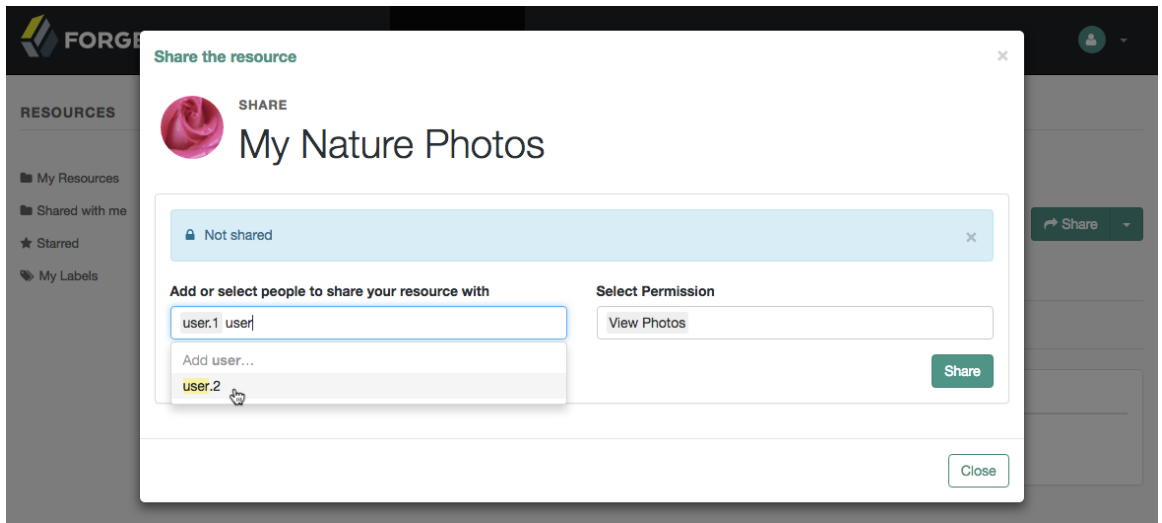 FORGE
Share the resource
×
RESOURCES
SHARE
My Nature Photos
My Resources
Shared with me
Starred
My Labels
Not shared
×
Share
Add or select people to share your resource with
Select Permission
user.1 user
View Photos
Add user...
user.2
Share
Close